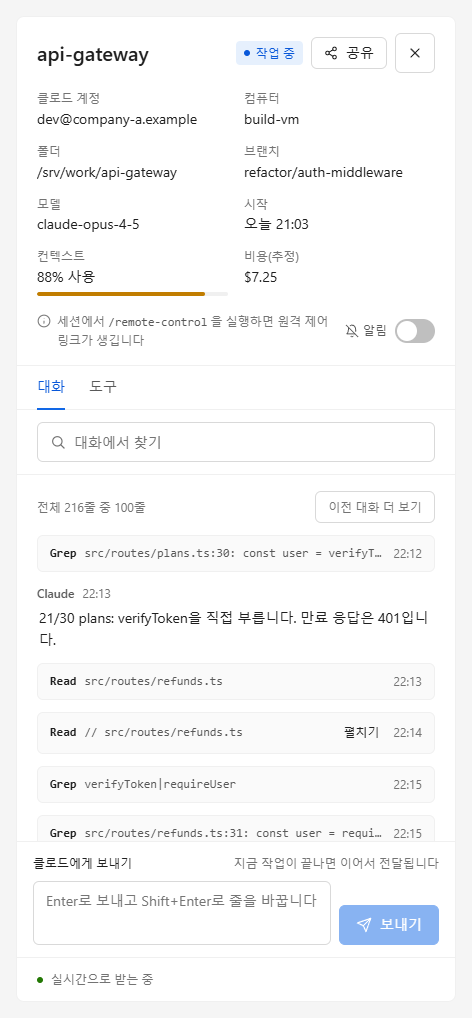 api-gateway
작업 중
공유
클로드 계정
컴퓨터
dev@company-a.example
build-vm
폴더
브랜치
/srv/work/api-gateway
refactor/auth-middleware
모델
시작
claude-opus-4-5
오늘 21:03
컨텍스트
비용(추정)
88% 사용
$7.25
세션에서 /remote-control 을 실행하면 원격 제어
링크가 생깁니다
알림
대화
도구
대화에서 찾기
전체 216줄 중 100줄
이전 대화 더 보기
Grep src/routes/plans.ts:30: const user = verifyT… 22:12
Claude 22:13
21/30 plans: verifyToken을 직접 부릅니다. 만료 응답은 401입니
다.
Read src/routes/refunds.ts 22:13
Read // src/routes/refunds.ts 펼치기 22:14
Grep verifyToken|requireUser 22:15
Grep src/routes/refunds.ts:31: const user = requi… 22:15
클로드에게 보내기
지금 작업이 끝나면 이어서 전달됩니다
Enter로 보내고 Shift+Enter로 줄을 바꿉니다
보내기
실시간으로 받는 중